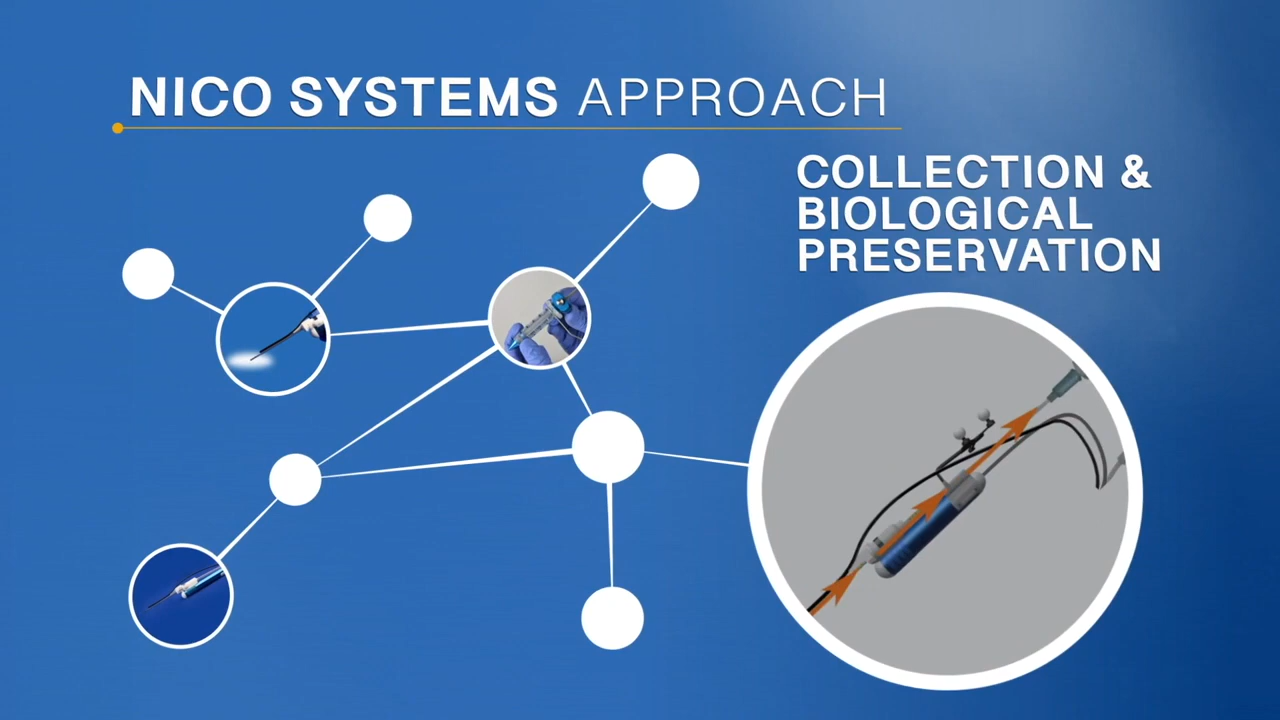 NICO SYSTEMS APPROACH
COLLECTION &
BIOLOGICAL
PRESERVATION